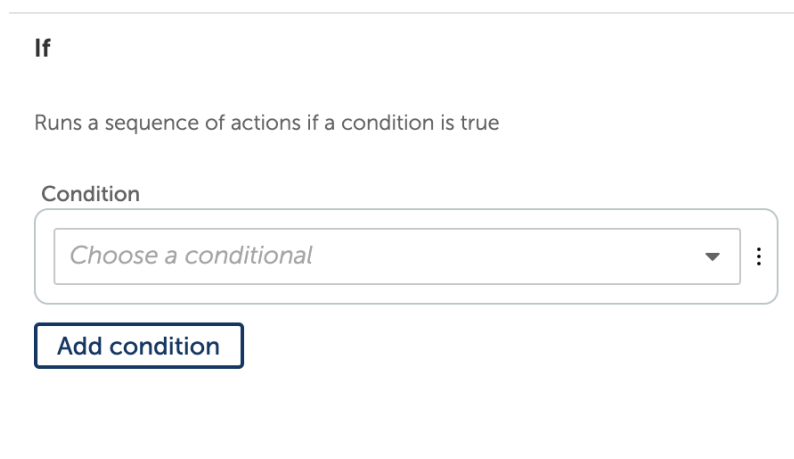 If
Runs a sequence of actions if a condition is true
Condition
Choose a conditional
Add condition